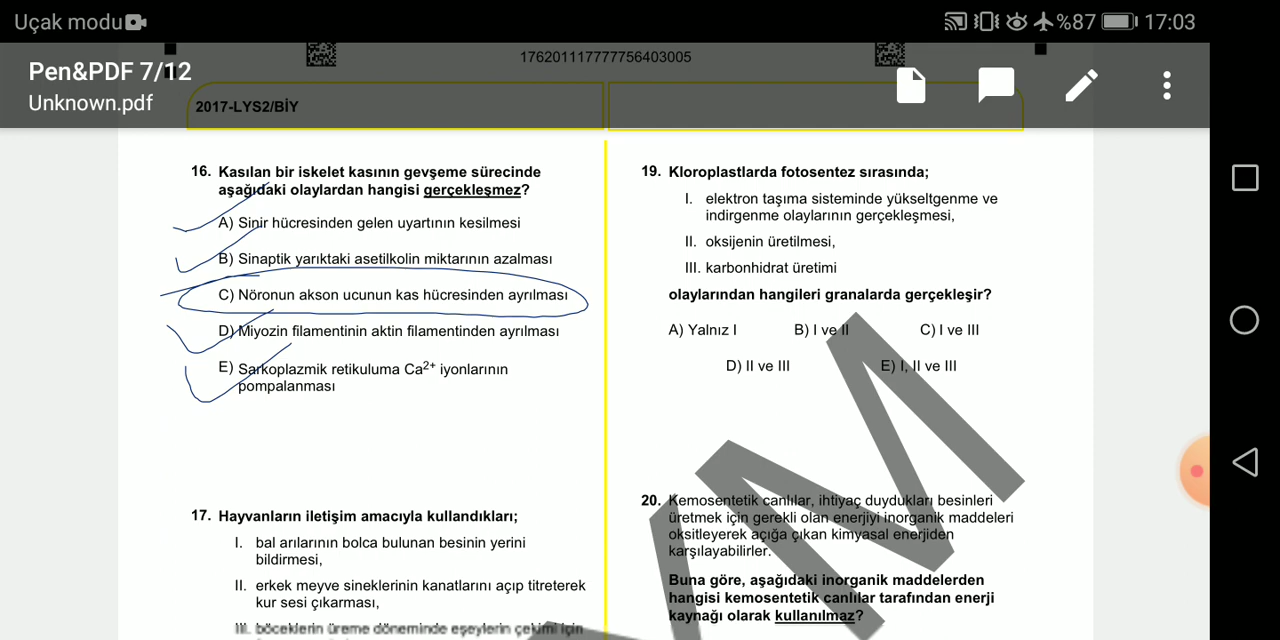 Uçak modu
%87 17:03
Pen&PDF 7/12
Unknown.pdf
176201117777756403005
2017-LYS2/BİY
16. Kasılan bir iskelet kasının gevşeme sürecinde
aşağıdaki olaylardan hangisi gerçekleşmez?
A) Sinir hücresinden gelen uyartının kesilmesi
B) Sinaptik yarıktaki asetilkolin miktarının azalması
C) Nöronun akson ucunun kas hücresinden ayrılması
D) Miyozin filamentinin aktin filamentinden ayrılması
E) Sarkoplazmik retikuluma Ca2+ iyonlarının
pompalanması
17. Hayvanların iletişim amacıyla kullandıkları;
I. bal arılarının bolca bulunan besinin yerini
bildirmesi,
II. erkek meyve sineklerinin kanatlarını açıp titreterek
kur sesi çıkarması,
III. böceklerin üreme döneminde eşeylerin çekimi için
19. Kloroplastlarda fotosentez sırasında;
I. elektron taşıma sisteminde yükseltgenme ve
indirgenme olaylarının gerçekleşmesi,
II. oksijenin üretilmesi,
III. karbonhidrat üretimi
olaylarından hangileri granalarda gerçekleşir?
A) Yalnız I B) I ve II C) I ve III
D) II ve III E) I, II ve III
20. Kemosentetik canlılar, ihtiyaç duydukları besinleri
üretmek için gerekli olan enerjiyi inorganik maddeleri
oksitleyerek açığa çıkan kimyasal enerjiden
karşılayabilirler.
Buna göre, aşağıdaki inorganik maddelerden
hangisi kemosentetik canlılar tarafından enerji
kaynağı olarak kullanılmaz?